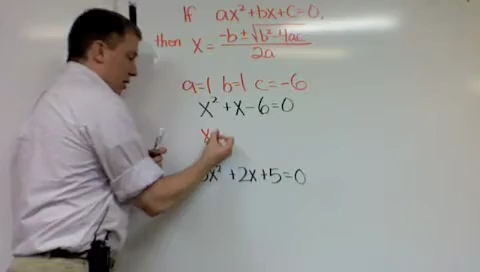 If ax²+bx+c=0,
then x = -b±√b²-4ac / 2a
a=1 b=1 c=-6
x²+x-6=0
x
x²+2x+5=0